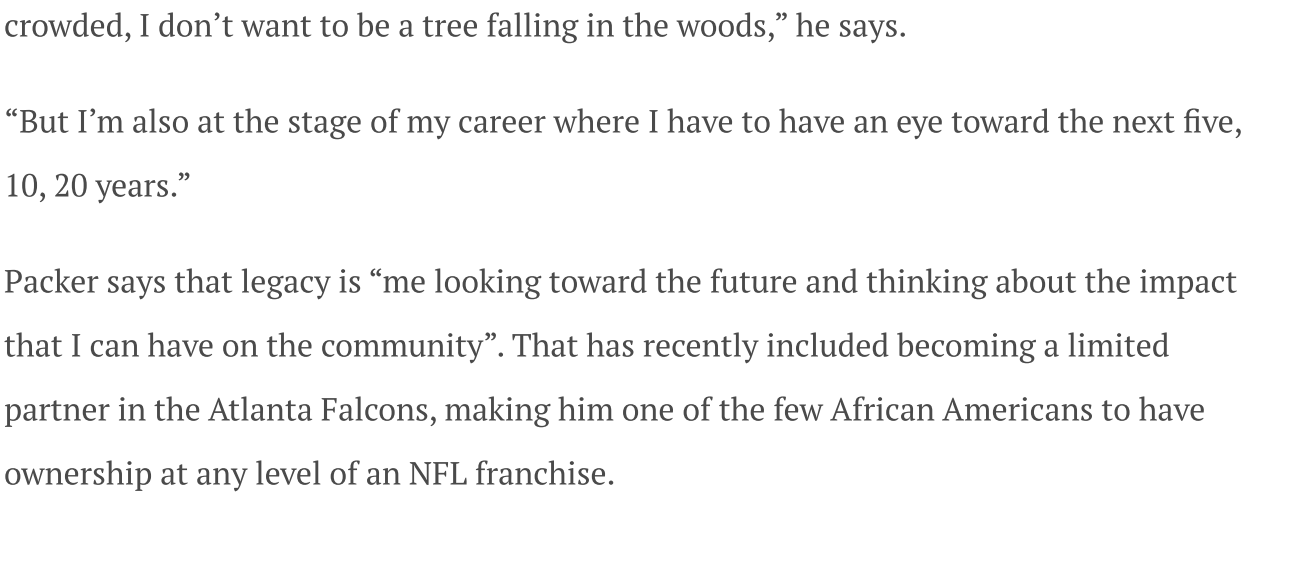 crowded, I don’t want to be a tree falling in the woods,” he says.
“But I’m also at the stage of my career where I have to have an eye toward the next five,
10, 20 years.”
Packer says that legacy is “me looking toward the future and thinking about the impact
that I can have on the community”. That has recently included becoming a limited
partner in the Atlanta Falcons, making him one of the few African Americans to have
ownership at any level of an NFL franchise.